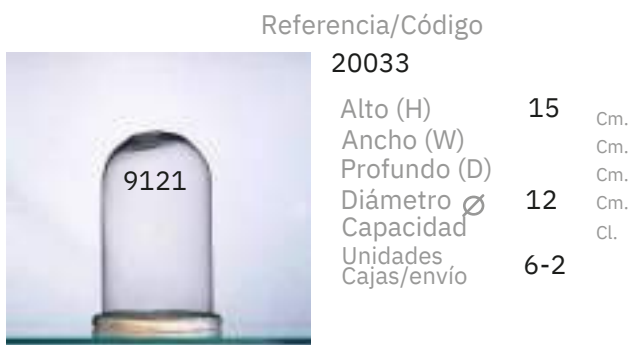 Referencia/Código
20033
9121
Alto (H) 15 Cm.
Ancho (W) Cm.
Profundo (D) Cm.
Diámetro Ø 12 Cm.
Capacidad Cl.
Unidades
Cajas/envío 6-2